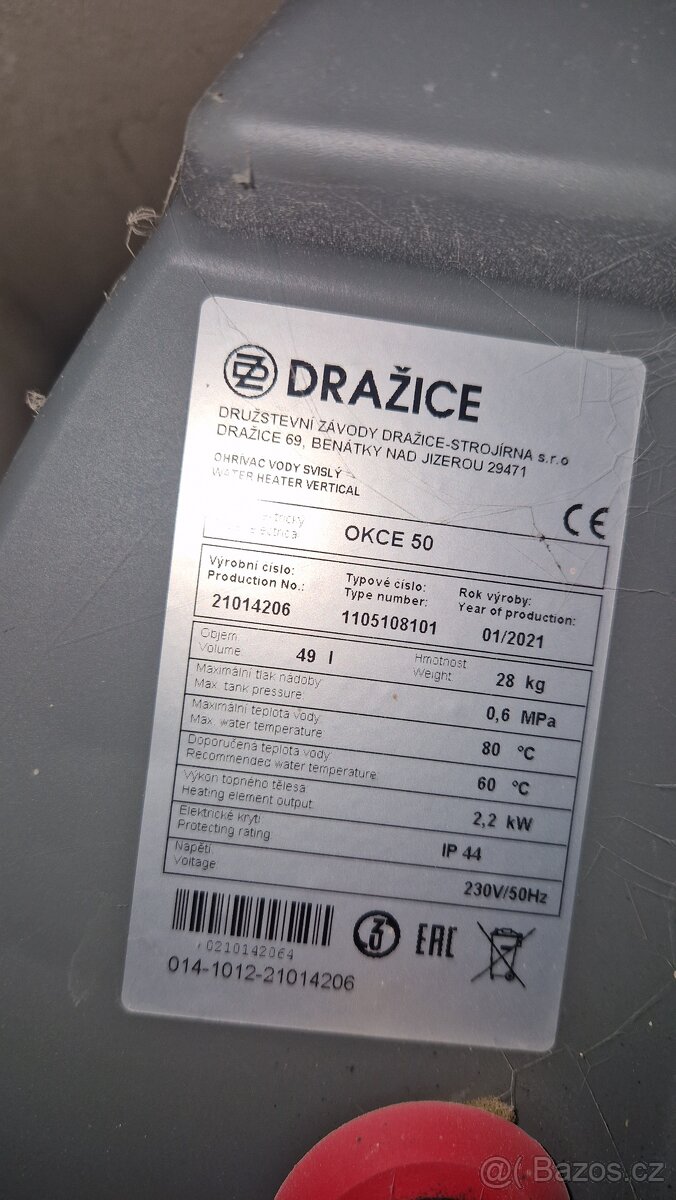 DRAŽICE
DRUŽSTEVNÍ ZÁVODY DRAŽICE-STROJÍRNA s.r.o
DRAŽICE 69, BENÁTKY NAD JIZEROU 29471
OHŘÍVAČ VODY SVISLÝ
WATER HEATER VERTICAL
CE
OKCE 50
Výrobní číslo:
Production No.:
21014206
Typové číslo:
Type number:
1105108101
Rok výroby:
Year of production:
01/2021
Objem
Volume
49 l
Hmotnost
Weight
28 kg
Maximální tlak nádoby
Max. tank pressure
0,6 MPa
Maximální teplota vody
Max. water temperature
80 °C
Doporučená teplota vody
Recommended water temperature
60 °C
Výkon topného tělesa
Heating element output
2,2 kW
Elektrické krytí
Protecting rating
IP 44
Napětí
Voltage
230V/50Hz
0210142064
014-1012-21014206
EAC
@( Bazos.cz